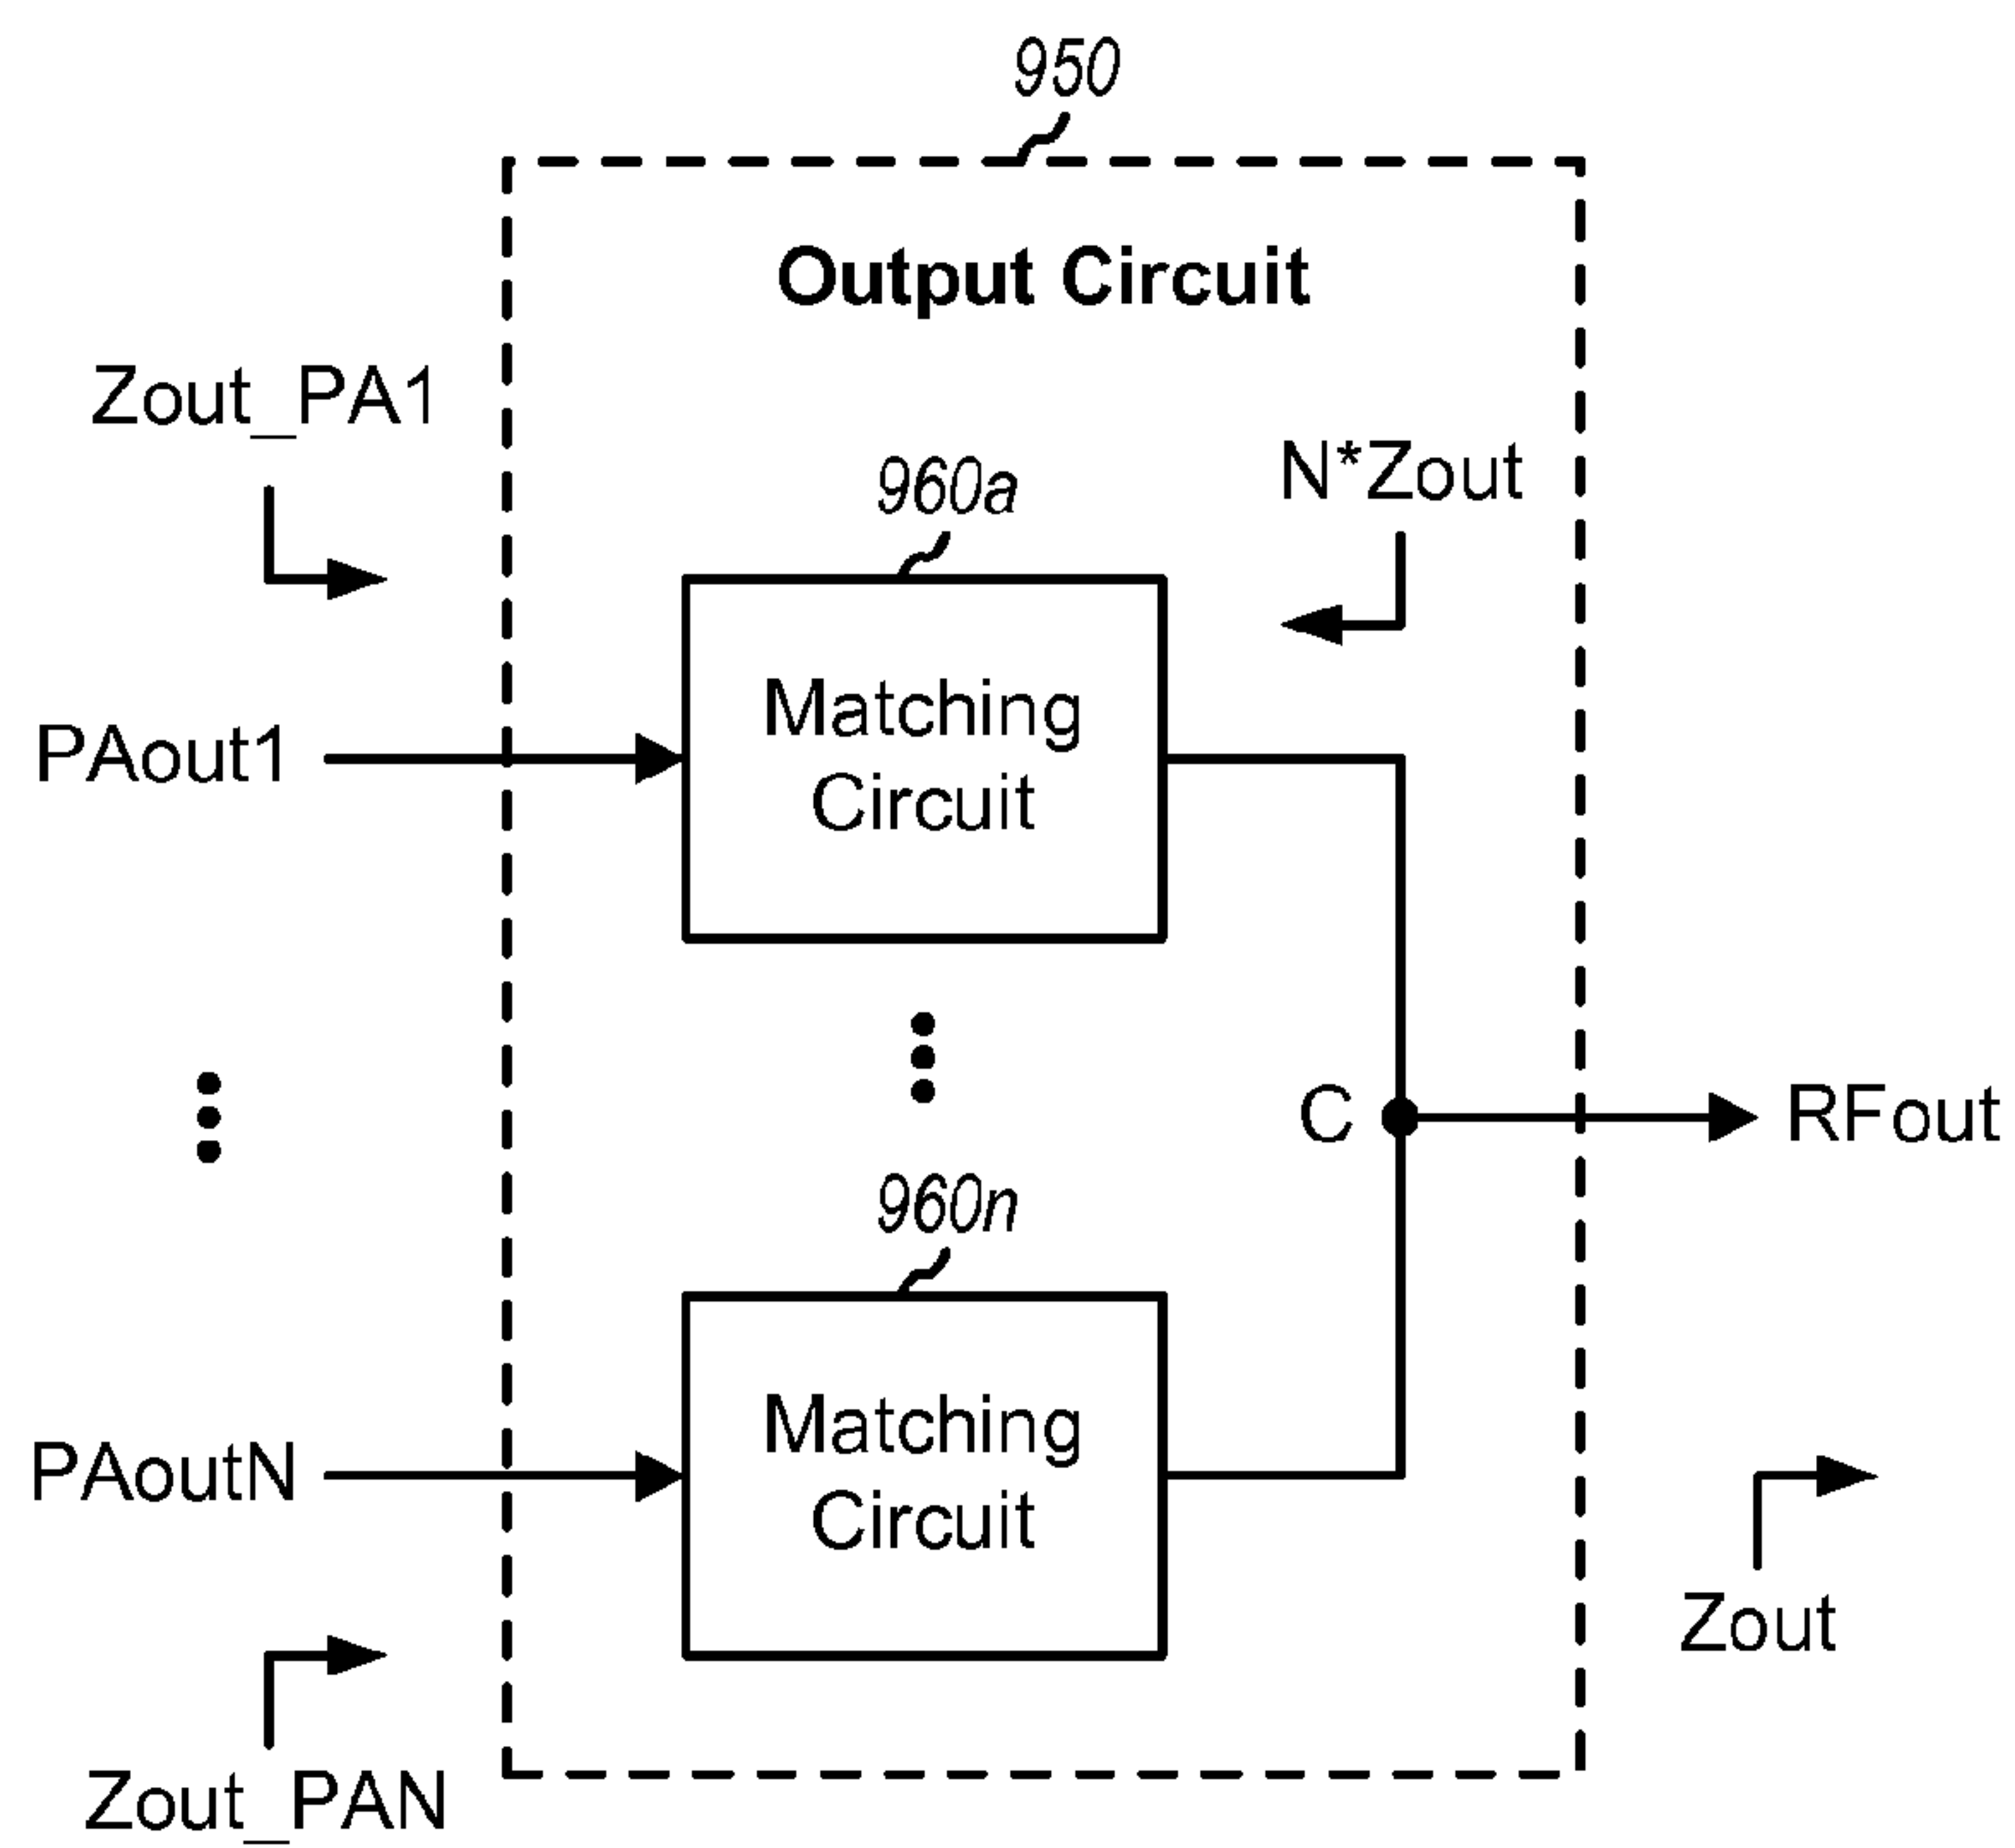 950
Output Circuit
Zout_PA1
N*Zout
960a
Matching
Circuit
PAout1
C
RFout
960n
Matching
Circuit
PAoutN
Zout
Zout_PAN